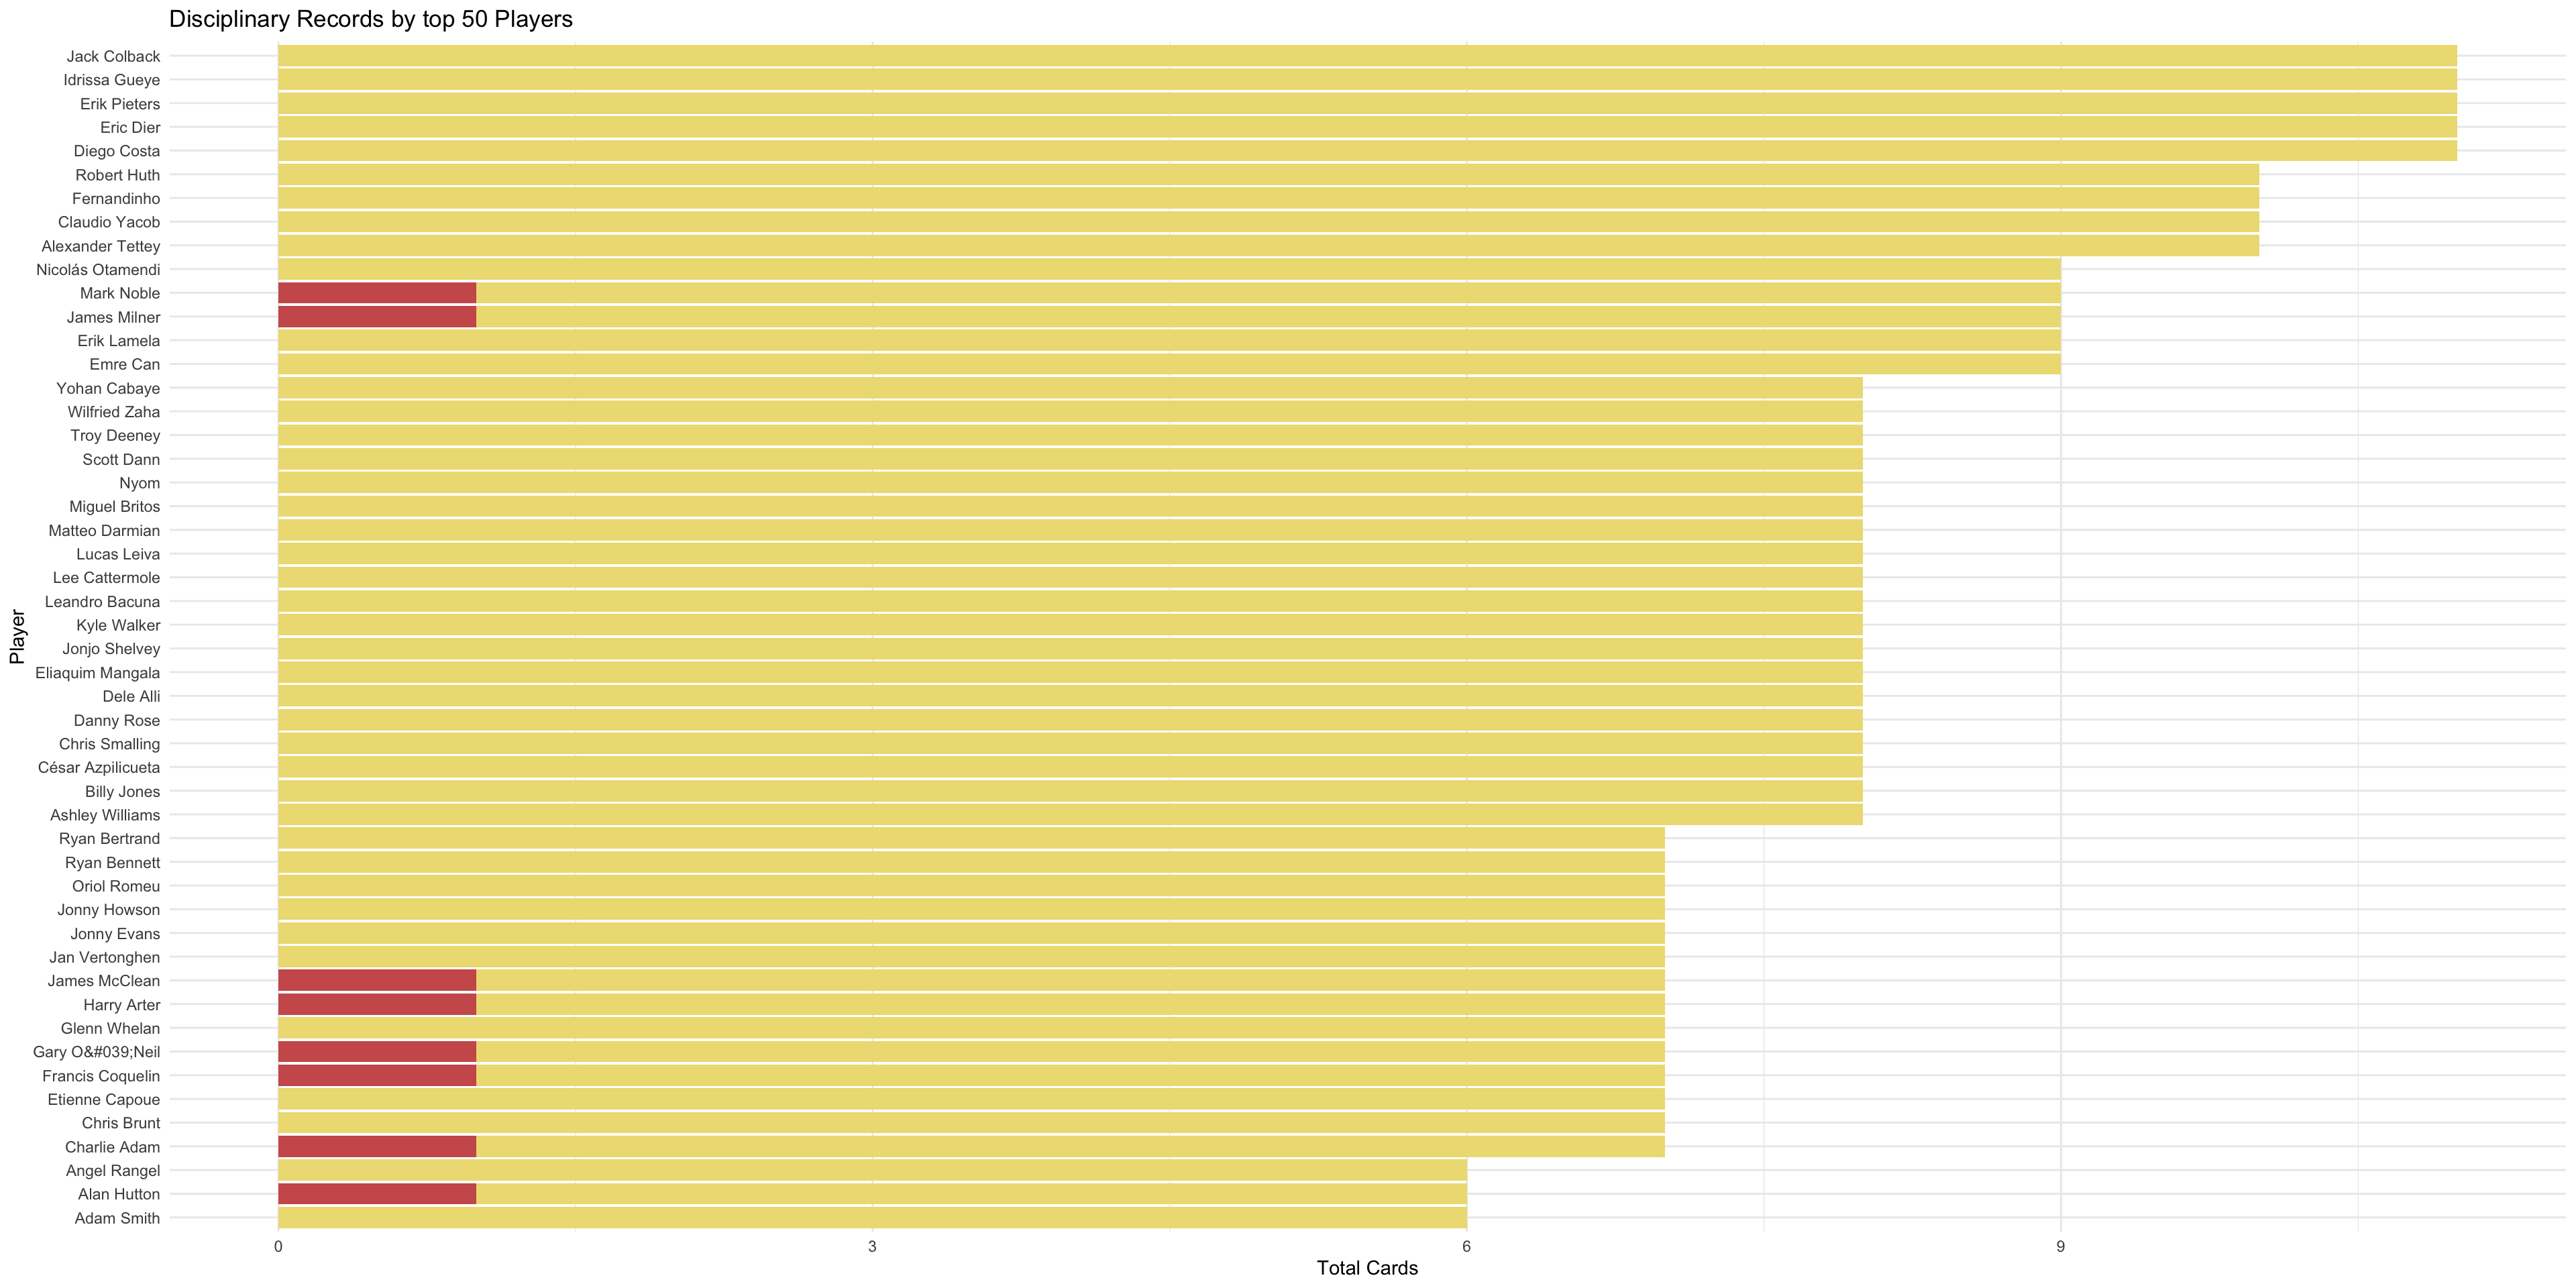 Disciplinary Records by top 50 Players
Player
Jack Colback
Idrissa Gueye
Erik Pieters
Eric Dier
Diego Costa
Robert Huth
Fernandinho
Claudio Yacob
Alexander Tettey
Nicolás Otamendi
Mark Noble
James Milner
Erik Lamela
Emre Can
Yohan Cabaye
Wilfried Zaha
Troy Deeney
Scott Dann
Nyom
Miguel Britos
Matteo Darmian
Lucas Leiva
Lee Cattermole
Leandro Bacuna
Kyle Walker
Jonjo Shelvey
Eliaquim Mangala
Dele Alli
Danny Rose
Chris Smalling
César Azpilicueta
Billy Jones
Ashley Williams
Ryan Bertrand
Ryan Bennett
Oriol Romeu
Jonny Howson
Jonny Evans
Jan Vertonghen
James McClean
Harry Arter
Glenn Whelan
Gary O&#039;Neil
Francis Coquelin
Etienne Capoue
Chris Brunt
Charlie Adam
Angel Rangel
Alan Hutton
Adam Smith
0 3 6 9
Total Cards